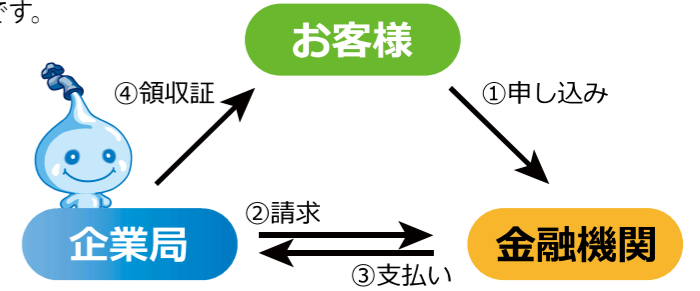 です。
お客様
④領収証
①申し込み
②請求
企業局
金融機関
③支払い